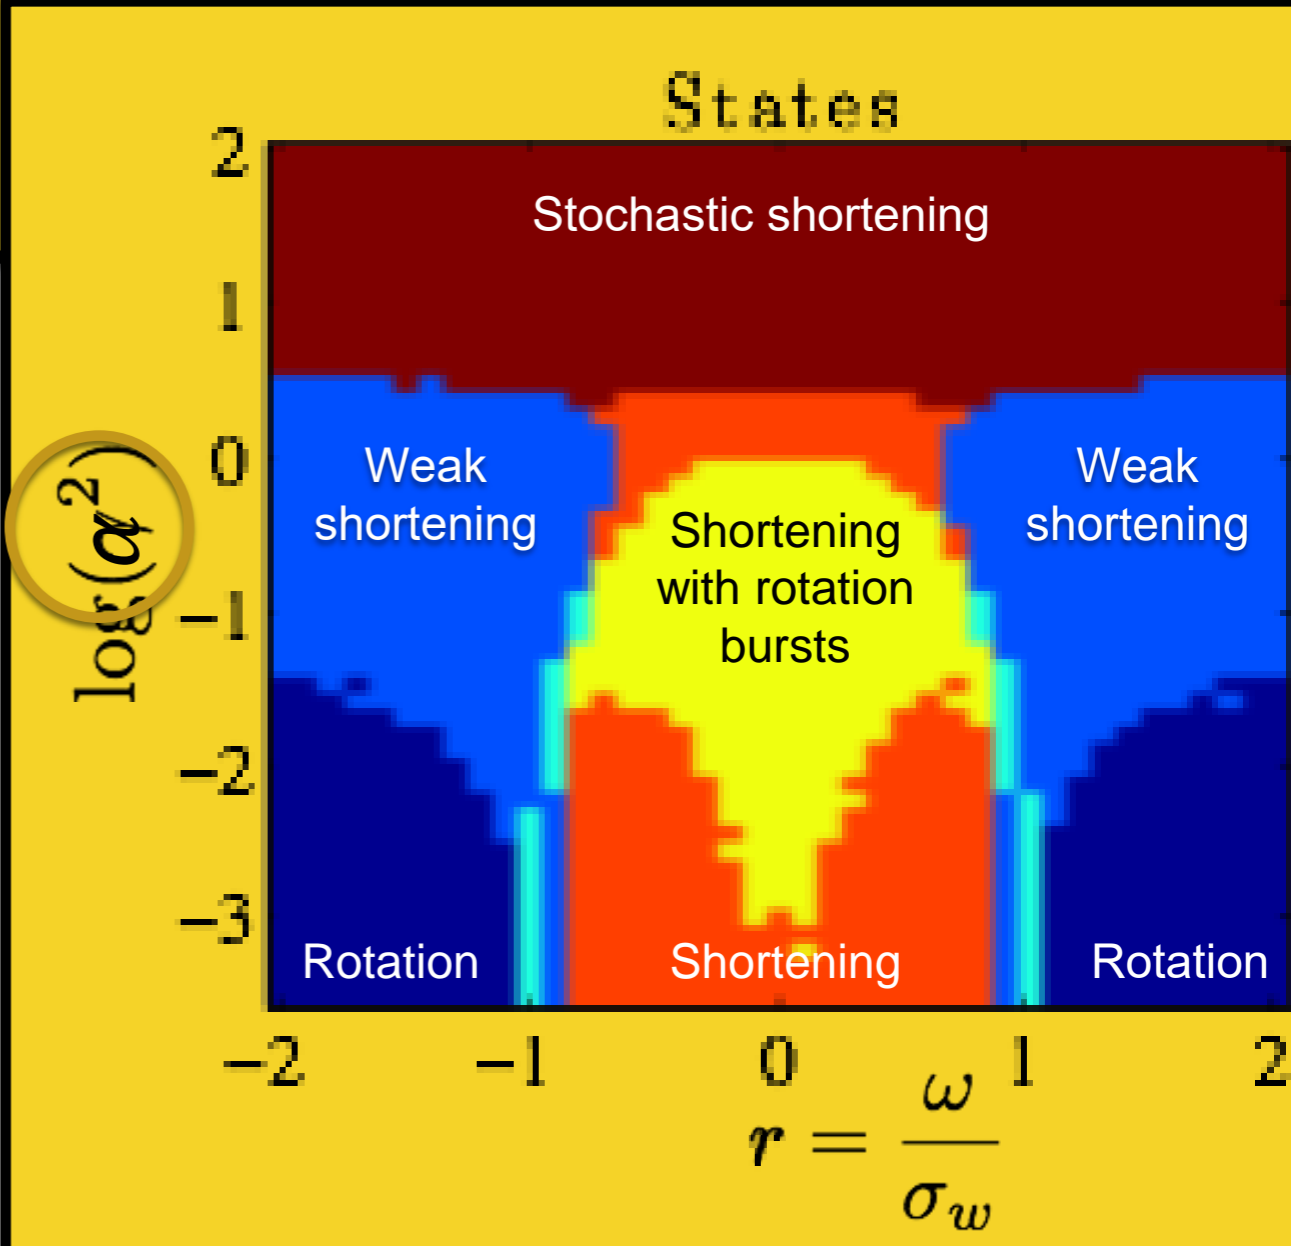 States
2
Stochastic shortening
1
0
Weak
shortening
Shortening
with rotation
bursts
Weak
shortening
log(α²)
−1
−2
−3
Rotation
Shortening
Rotation
−2 −1 0 1 2
r = ω / σ_w